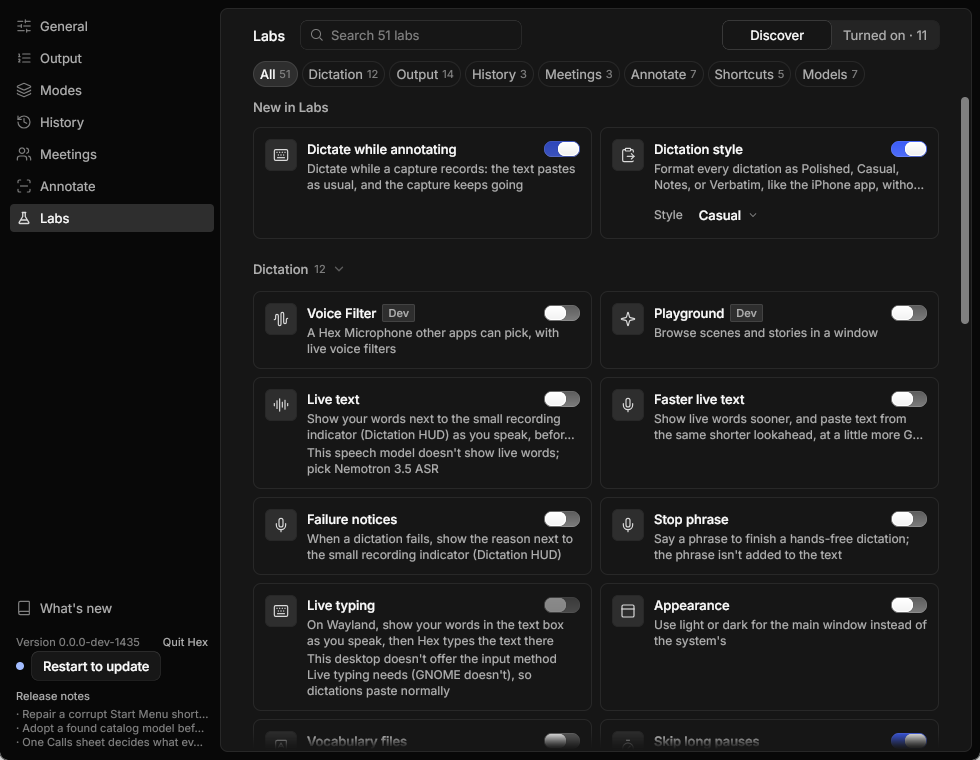 General
Output
Modes
History
Meetings
Annotate
Labs
What's new
Version 0.0.0-dev-1435 Quit Hex
Restart to update
Release notes
· Repair a corrupt Start Menu short...
· Adopt a found catalog model bef...
· One Calls sheet decides what ev...
Labs Search 51 labs Discover Turned on · 11
All 51 Dictation 12 Output 14 History 3 Meetings 3 Annotate 7 Shortcuts 5 Models 7
New in Labs
Dictate while annotating
Dictate while a capture records: the text pastes
as usual, and the capture keeps going
Dictation style
Format every dictation as Polished, Casual,
Notes, or Verbatim, like the iPhone app, witho...
Style Casual
Dictation 12
Voice Filter Dev
A Hex Microphone other apps can pick, with
live voice filters
Playground Dev
Browse scenes and stories in a window
Live text
Show your words next to the small recording
indicator (Dictation HUD) as you speak, befor...
This speech model doesn't show live words;
pick Nemotron 3.5 ASR
Faster live text
Show live words sooner, and paste text from
the same shorter lookahead, at a little more G...
Failure notices
When a dictation fails, show the reason next to
the small recording indicator (Dictation HUD)
Stop phrase
Say a phrase to finish a hands-free dictation;
the phrase isn't added to the text
Live typing
On Wayland, show your words in the text box
as you speak, then Hex types the text there
This desktop doesn't offer the input method
Live typing needs (GNOME doesn't), so
dictations paste normally
Appearance
Use light or dark for the main window instead of
the system's
Vocabulary files
Skip long pauses